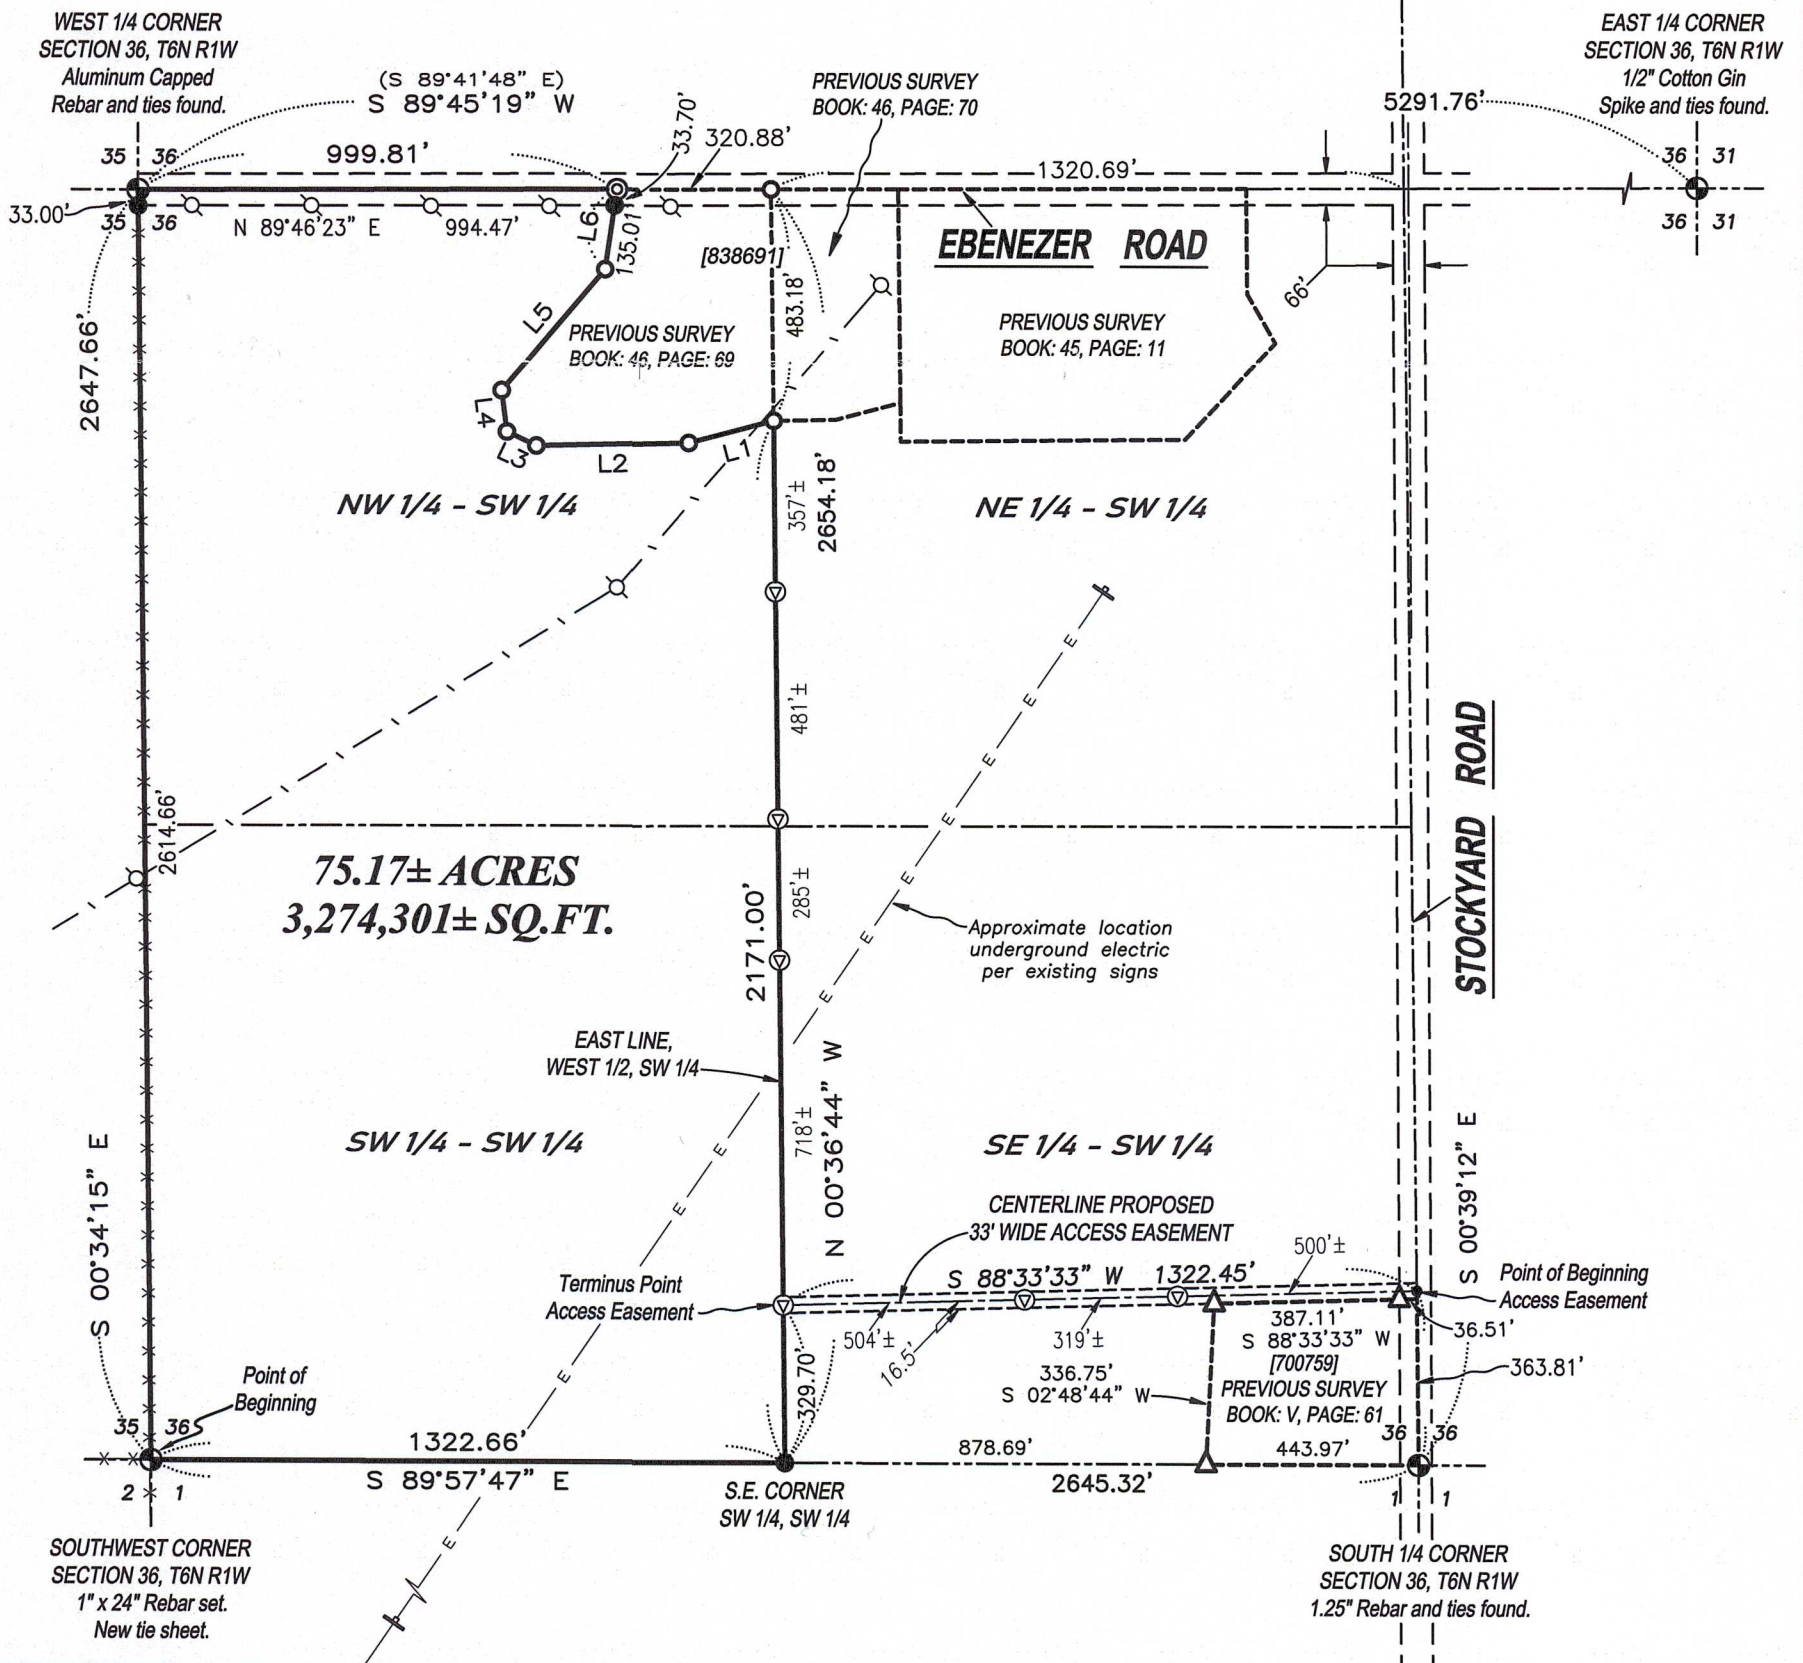 WEST 1/4 CORNER
SECTION 36, T6N R1W
Aluminum Capped
Rebar and ties found.
(S 89°41'48" E)
S 89°45'19" W
PREVIOUS SURVEY
BOOK: 46, PAGE: 70
EAST 1/4 CORNER
SECTION 36, T6N R1W
1/2" Cotton Gin
Spike and ties found.
5291.76'
35 36
999.81'
33.70'
320.88'
1320.69'
36 31
33.00'
35 36
N 89°46'23" E 994.47'
L6
135.01
[838691]
EBENEZER ROAD
36 31
66'
2647.66'
L5
PREVIOUS SURVEY
BOOK: 46, PAGE: 69
483.18'
PREVIOUS SURVEY
BOOK: 45, PAGE: 11
L4
L3
L2
L1
NW 1/4 - SW 1/4
357'±
2654.18'
NE 1/4 - SW 1/4
E
E
481'±
E
STOCKYARD ROAD
2614.66'
E
75.17± ACRES
3,274,301± SQ.FT.
2171.00'
285'±
E
Approximate location
underground electric
per existing signs
E
E
EAST LINE,
WEST 1/2, SW 1/4
N 00°36'44" W
718'±
S 00°34'15" E
SW 1/4 - SW 1/4
E
SE 1/4 - SW 1/4
S 00°39'12" E
E
CENTERLINE PROPOSED
33' WIDE ACCESS EASEMENT
500'±
Terminus Point
Access Easement
S 88°33'33" W 1322.45'
Point of Beginning
Access Easement
504'±
16.5'
319'±
387.11'
S 88°33'33" W
36.51'
[700759]
363.81'
336.75'
S 02°48'44" W
PREVIOUS SURVEY
BOOK: V, PAGE: 61
E
Point of
Beginning
329.70'
35 36
36 36
1322.66'
878.69'
443.97'
S 89°57'47" E
2645.32'
2 1
S.E. CORNER
SW 1/4, SW 1/4
1 1
E
SOUTHWEST CORNER
SECTION 36, T6N R1W
1" x 24" Rebar set.
New tie sheet.
SOUTH 1/4 CORNER
SECTION 36, T6N R1W
1.25" Rebar and ties found.